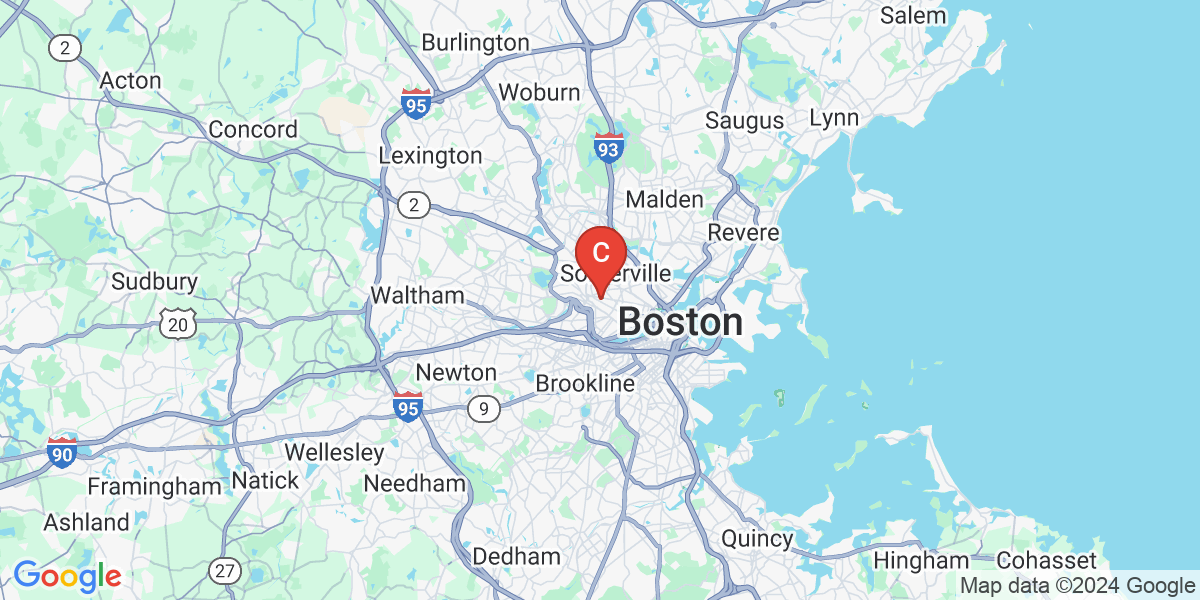 Salem
2
Burlington
Acton
Woburn
95
Lynn
Saugus
Concord
93
Lexington
Malden
2
Revere
C
Somerville
Sudbury
Waltham
20
Boston
Newton
Brookline
95
9
90
Wellesley
Natick
Needham
Framingham
Ashland
Quincy
Dedham
Hingham
Cohasset
27
Google
Map data ©2024 Google